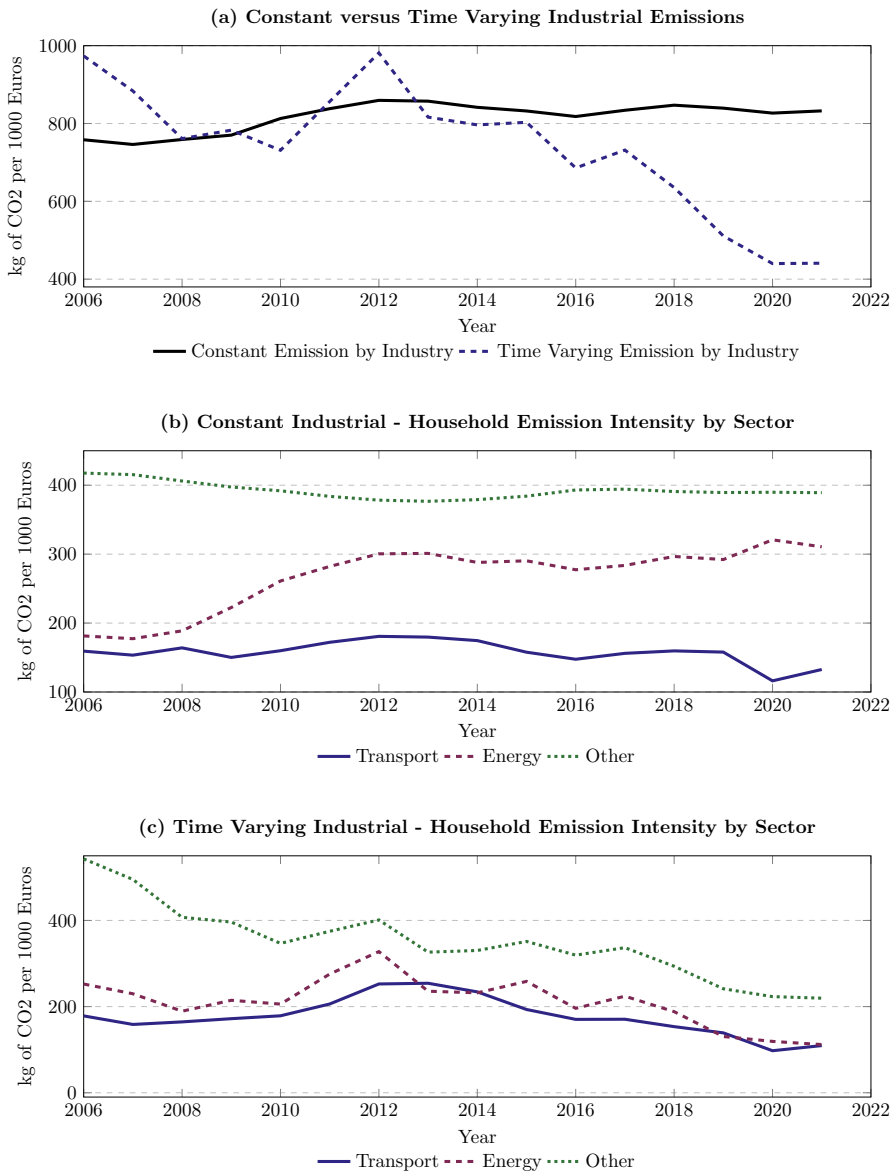 (a) Constant versus Time Varying Industrial Emissions
kg of CO2 per 1000 Euros
1000
800
600
400
2006 2008 2010 2012 2014 2016 2018 2020 2022
Year
Constant Emission by Industry Time Varying Emission by Industry
(b) Constant Industrial - Household Emission Intensity by Sector
kg of CO2 per 1000 Euros
400
300
200
100
2006 2008 2010 2012 2014 2016 2018 2020 2022
Year
Transport Energy Other
(c) Time Varying Industrial - Household Emission Intensity by Sector
kg of CO2 per 1000 Euros
400
200
0
2006 2008 2010 2012 2014 2016 2018 2020 2022
Year
Transport Energy Other